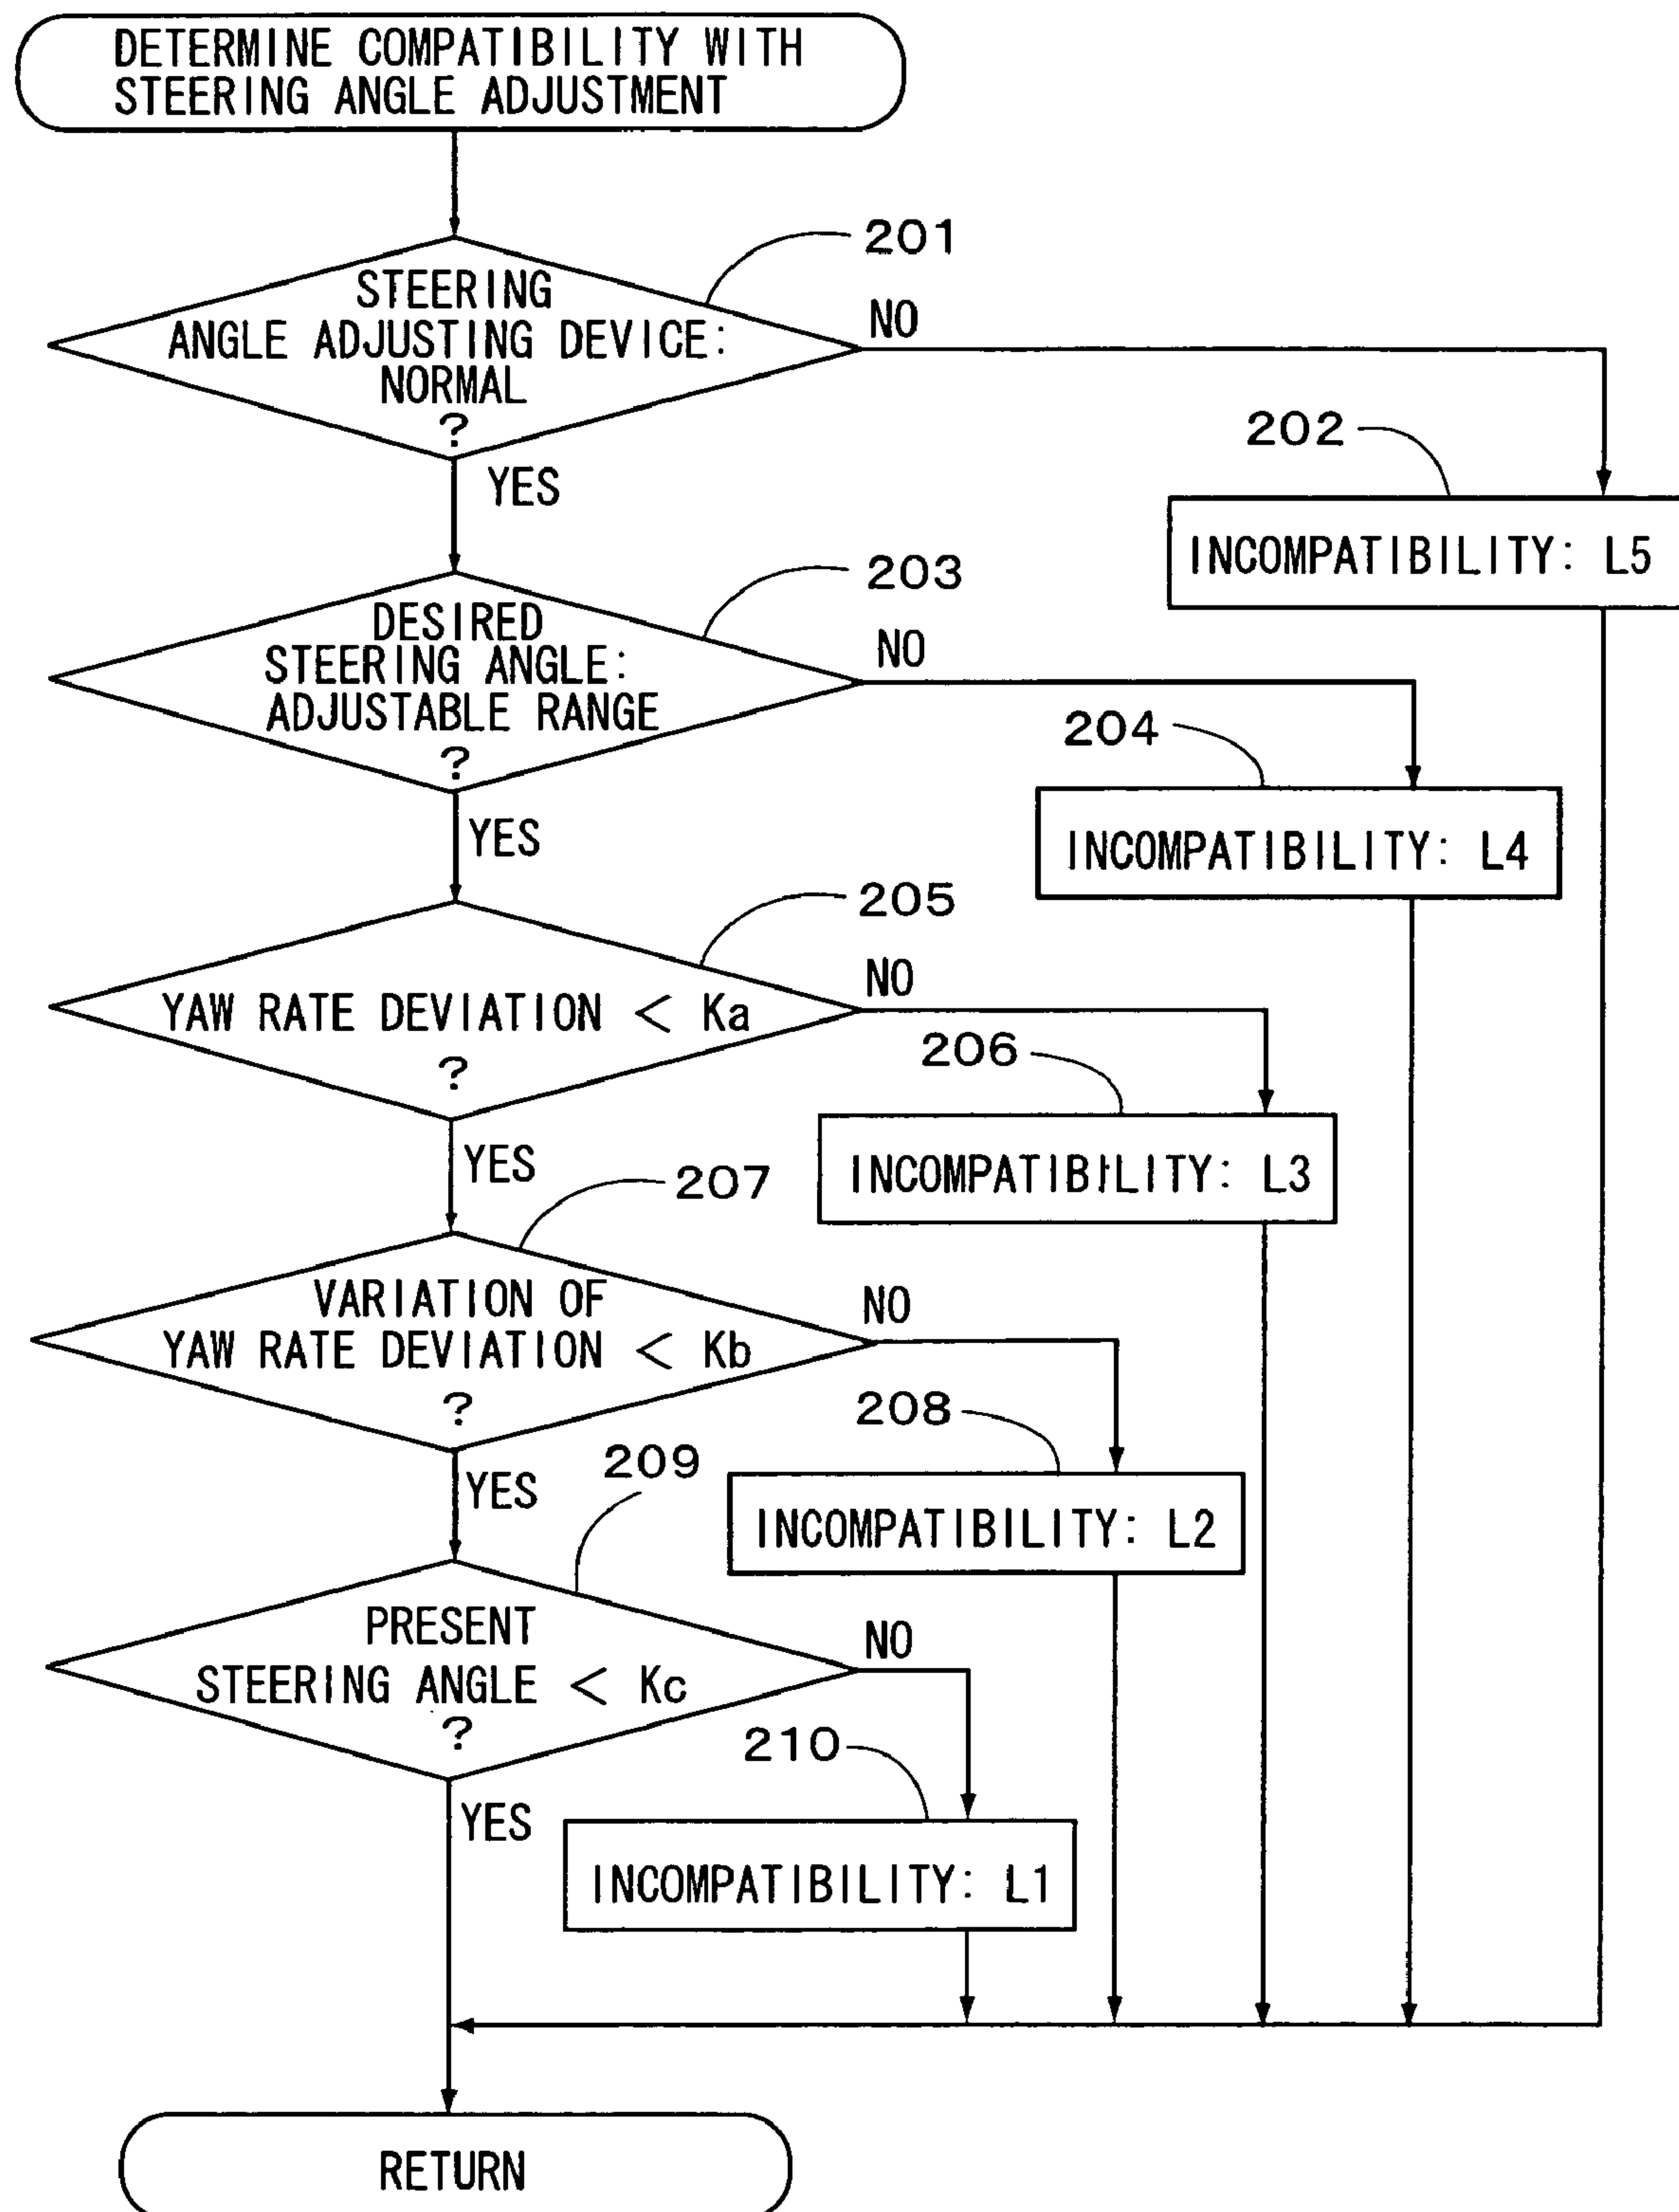 DETERMINE COMPATIBILITY WITH
STEERING ANGLE ADJUSTMENT
201
STEERING
ANGLE ADJUSTING DEVICE:
NORMAL
?
NO
YES
202
INCOMPATIBILITY: L5
203
DESIRED
STEERING ANGLE:
ADJUSTABLE RANGE
?
NO
YES
204
INCOMPATIBILITY: L4
205
YAW RATE DEVIATION < Ka
?
NO
YES
206
INCOMPATIBILITY: L3
207
VARIATION OF
YAW RATE DEVIATION < Kb
?
NO
YES
208
INCOMPATIBILITY: L2
209
PRESENT
STEERING ANGLE < Kc
?
NO
YES
210
INCOMPATIBILITY: L1
RETURN